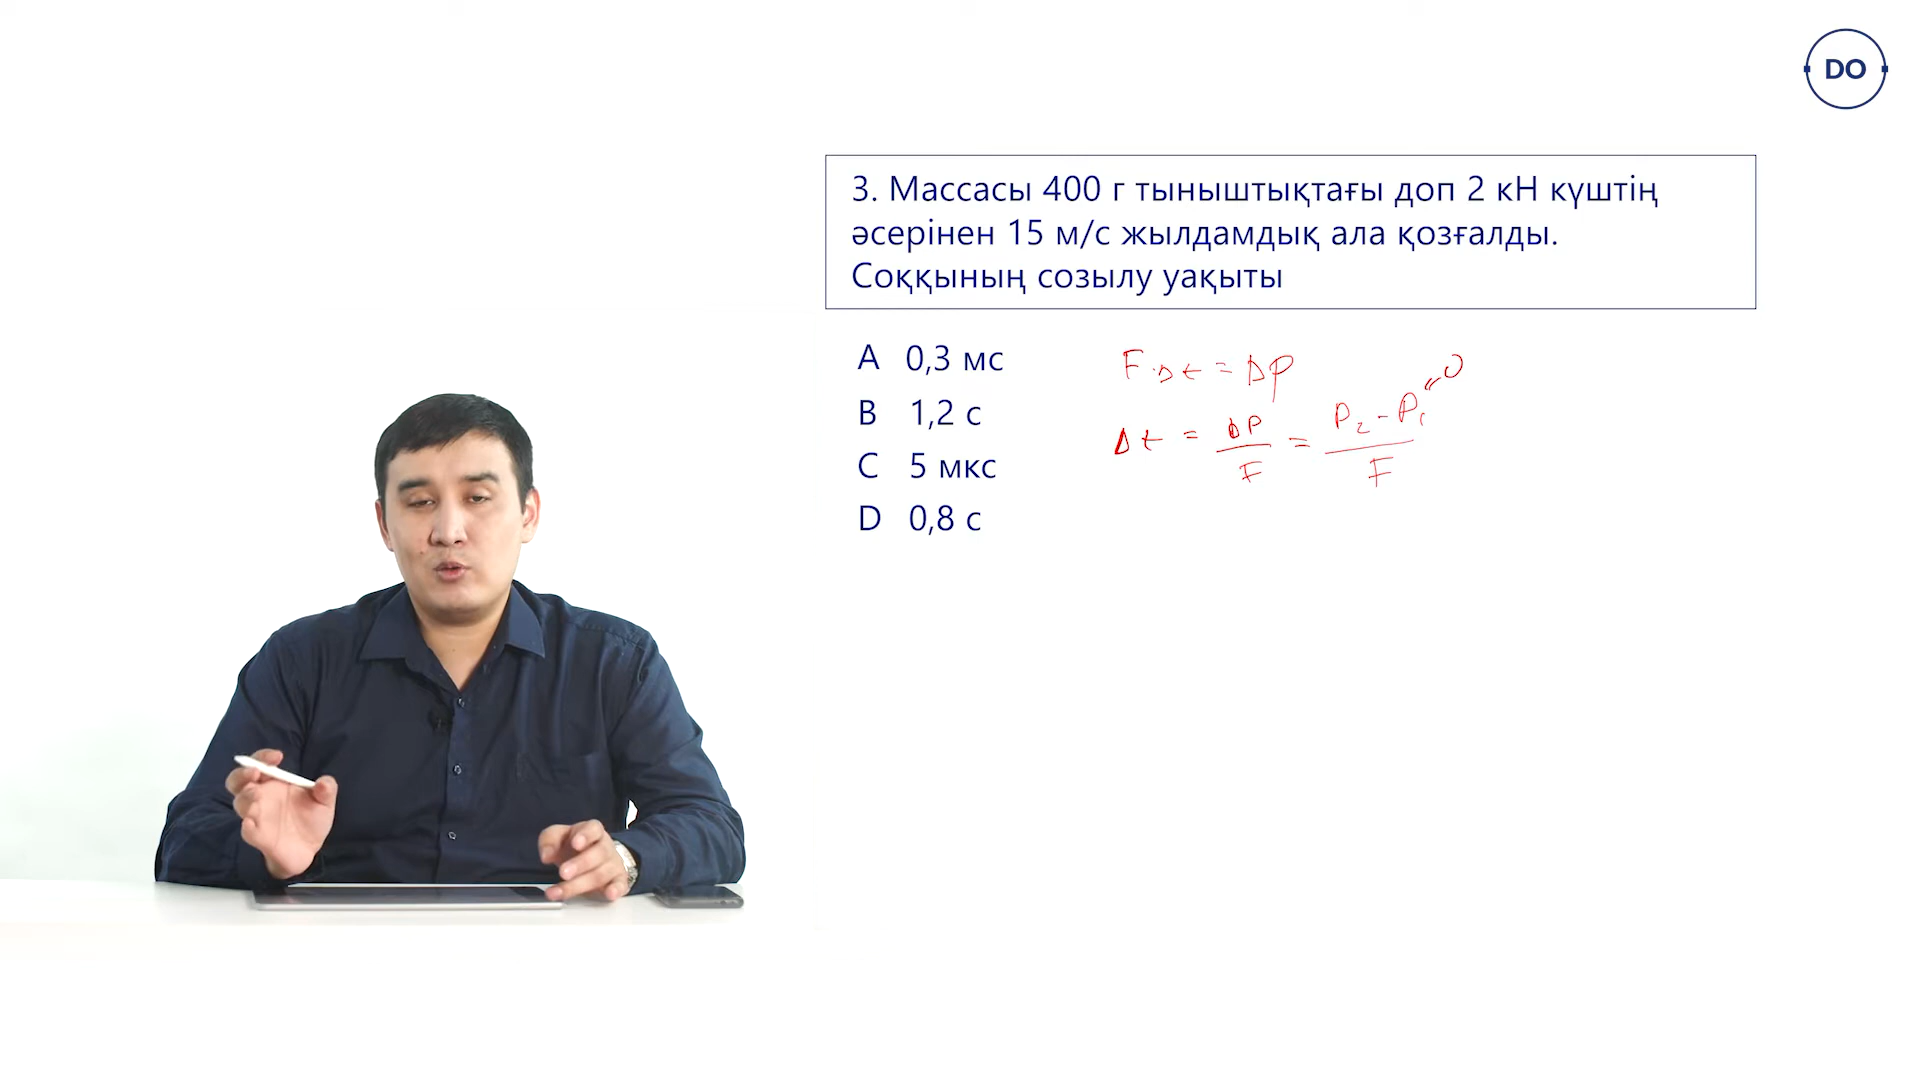 DO
3. Массасы 400 г тыныштықтағы доп 2 кН күштің
әсерінен 15 м/с жылдамдық ала қозғалды.
Соққының созылу уақыты
A 0,3 мс
B 1,2 с
C 5 мкс
D 0,8 с
F·Δt = ΔP
Δt = ΔP/F = P₂-P₁/F =0